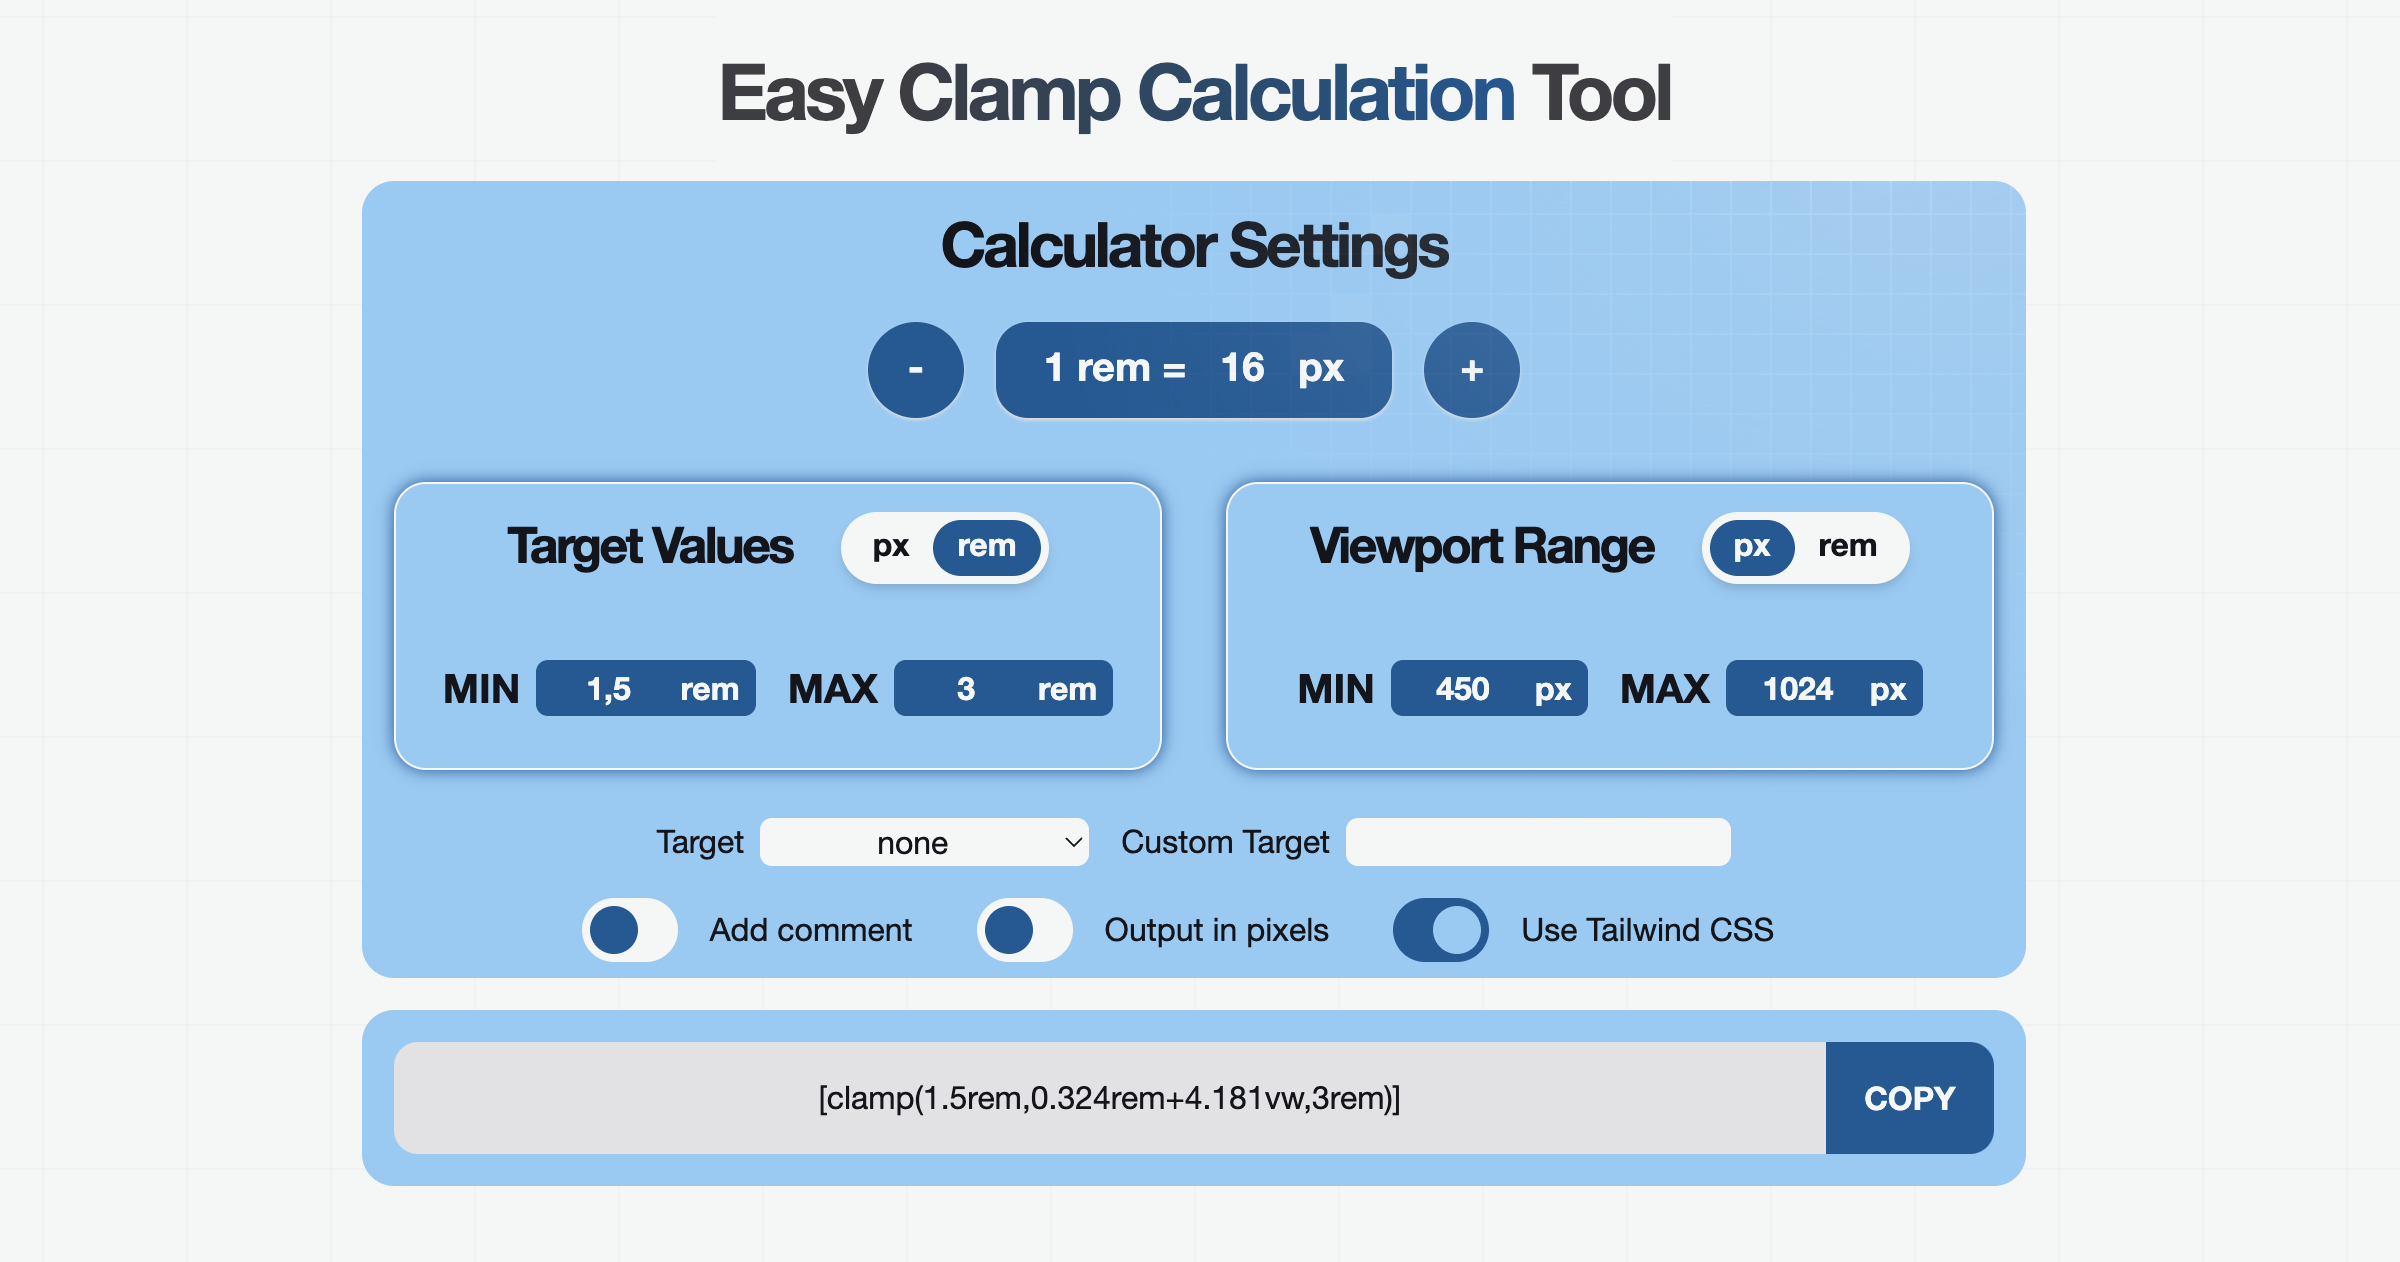 Easy Clamp Calculation Tool
Calculator Settings
- 1 rem = 16 px +
Target Values px rem
MIN 1,5 rem MAX 3 rem
Viewport Range px rem
MIN 450 px MAX 1024 px
Target none Custom Target
Add comment Output in pixels Use Tailwind CSS
[clamp(1.5rem,0.324rem+4.181vw,3rem)] COPY